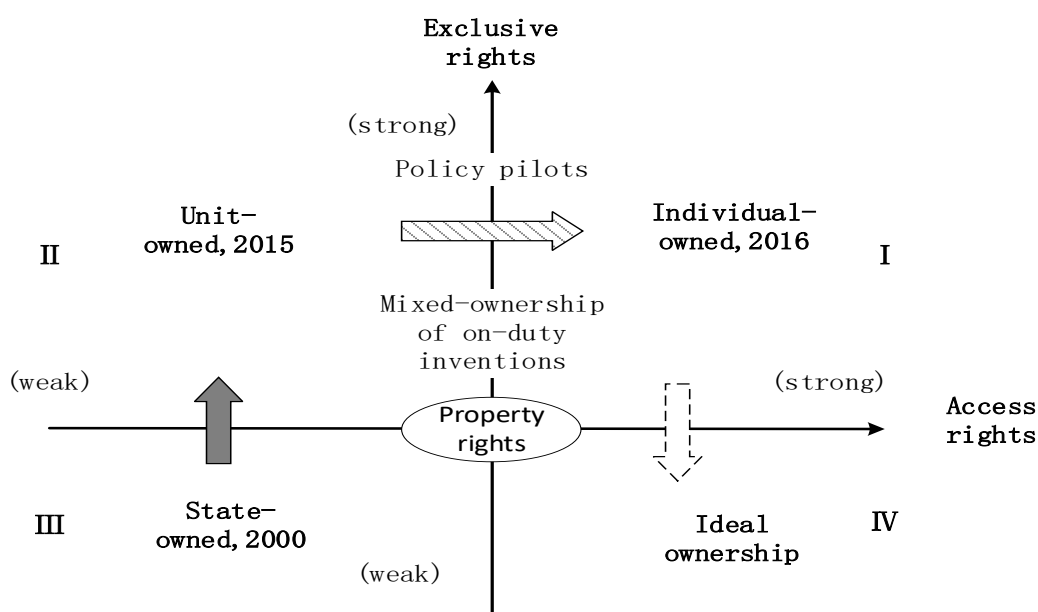 Exclusive
rights
(strong)
Policy pilots
Unit-
owned, 2015
Individual-
owned, 2016
Ⅱ
Ⅰ
Mixed-ownership
of on-duty
inventions
(weak)
(strong)
Property
rights
Access
rights
Ⅲ
State-
owned, 2000
Ideal
ownership
Ⅳ
(weak)